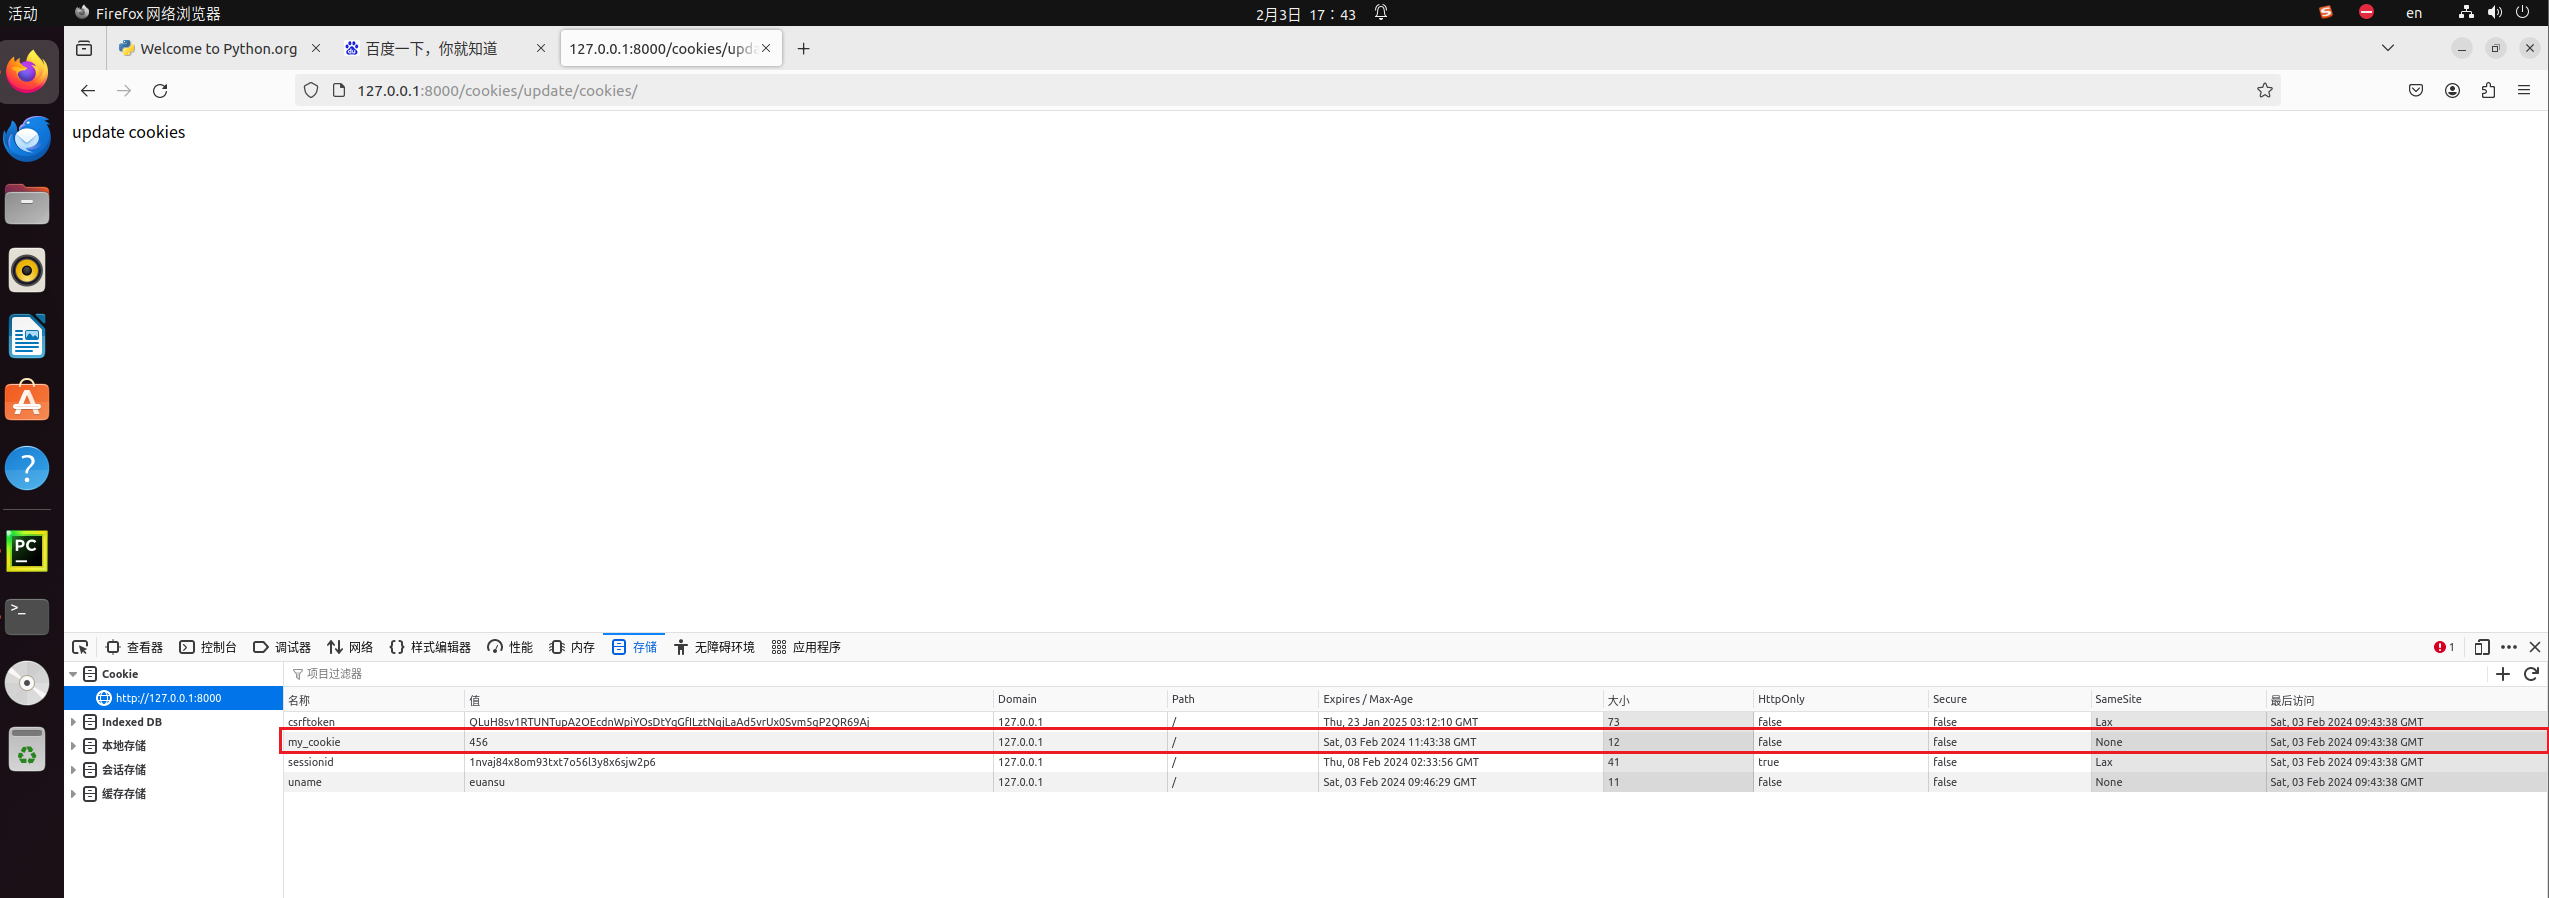 活动 Firefox 网络浏览器 2月3日 17：43 en
Welcome to Python.org 百度一下，你就知道 127.0.0.1:8000/cookies/upda
127.0.0.1:8000/cookies/update/cookies/
update cookies
查看器 控制台 调试器 网络 样式编辑器 性能 内存 存储 无障碍环境 应用程序 1
Cookie 项目过滤器
http://127.0.0.1:8000
Indexed DB
本地存储
会话存储
缓存存储
名称 值 Domain Path Expires / Max-Age 大小 HttpOnly Secure SameSite 最后访问
csrftoken 127.0.0.1 / Thu, 23 Jan 2025 03:12:10 GMT 73 false false Lax Sat, 03 Feb 2024 09:43:38 GMT
my_cookie 456 127.0.0.1 / Sat, 03 Feb 2024 11:43:38 GMT 12 false false None Sat, 03 Feb 2024 09:43:38 GMT
sessionid 1nvaj84x8om93txt7o56l3y8x6sjw2p6 127.0.0.1 / Thu, 08 Feb 2024 02:33:56 GMT 41 true false Lax Sat, 03 Feb 2024 09:43:38 GMT
uname euansu 127.0.0.1 / Sat, 03 Feb 2024 09:46:29 GMT 11 false false None Sat, 03 Feb 2024 09:43:38 GMT
PC